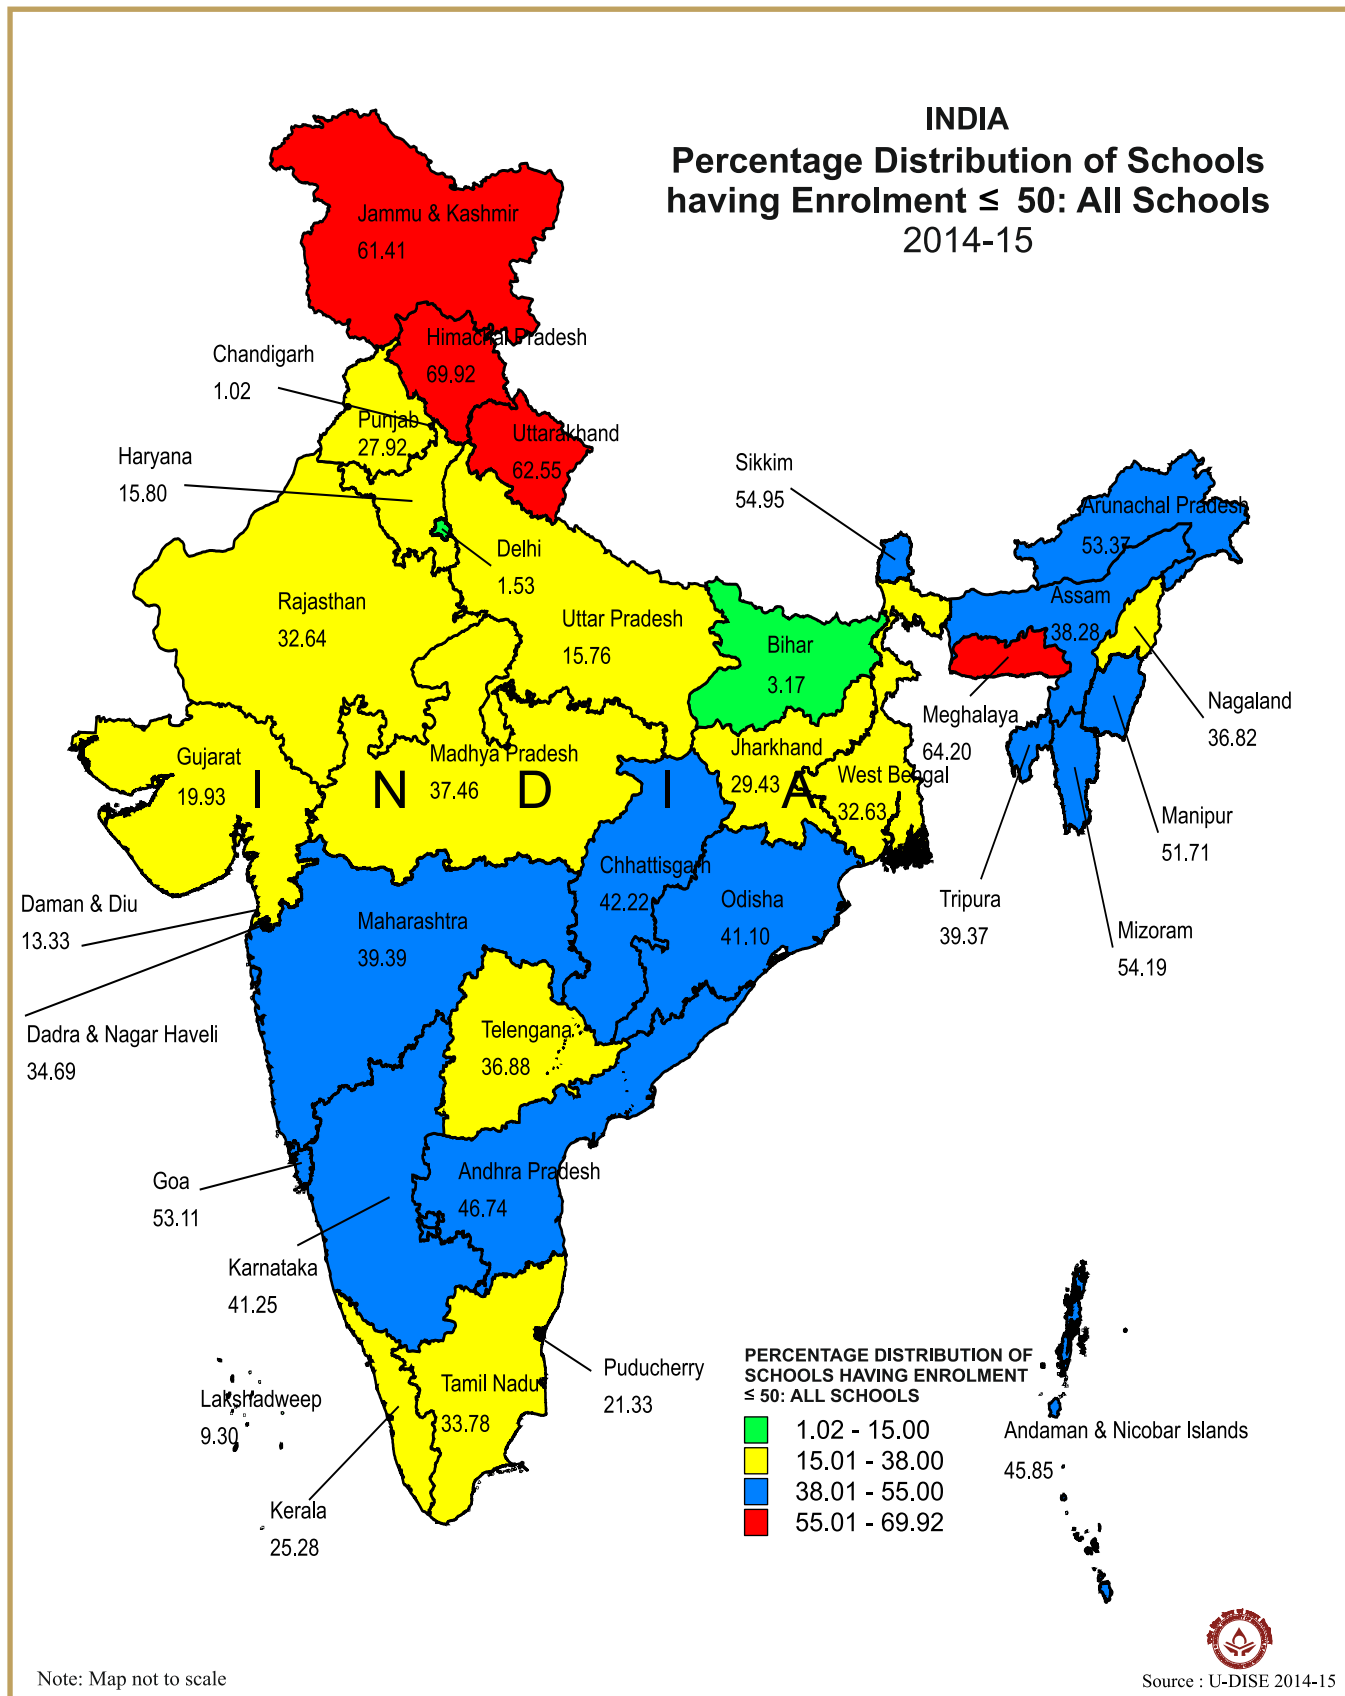 INDIA
Percentage Distribution of Schools
having Enrolment ≤ 50: All Schools
2014-15
Jammu & Kashmir
61.41
Himachal Pradesh
69.92
Chandigarh
1.02
Punjab
27.92
Uttarakhand
62.55
Haryana
15.80
Sikkim
54.95
Arunachal Pradesh
53.37
Delhi
1.53
Rajasthan
32.64
Uttar Pradesh
15.76
Bihar
3.17
Assam
38.28
Nagaland
36.82
Meghalaya
64.20
Gujarat
19.93
Madhya Pradesh
37.46
Jharkhand
29.43
West Bengal
32.63
I N D I A
Manipur
51.71
Chhattisgarh
42.22
Odisha
41.10
Tripura
39.37
Mizoram
54.19
Daman & Diu
13.33
Maharashtra
39.39
Dadra & Nagar Haveli
34.69
Telengana
36.88
Goa
53.11
Andhra Pradesh
46.74
Karnataka
41.25
Puducherry
21.33
Lakshadweep
9.30
Tamil Nadu
33.78
Kerala
25.28
Andaman & Nicobar Islands
45.85
PERCENTAGE DISTRIBUTION OF
SCHOOLS HAVING ENROLMENT
≤ 50: ALL SCHOOLS
1.02 - 15.00
15.01 - 38.00
38.01 - 55.00
55.01 - 69.92
Note: Map not to scale
Source : U-DISE 2014-15